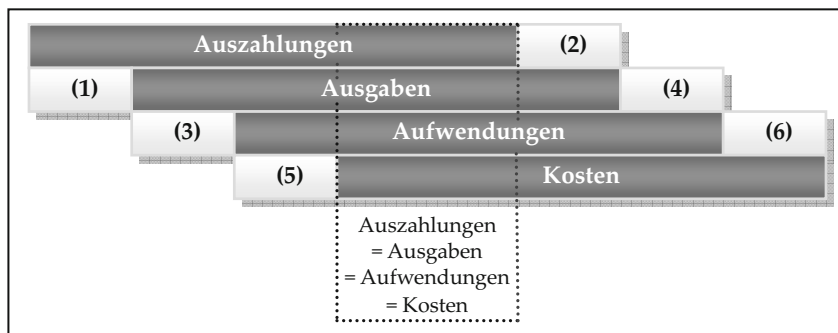 Auszahlungen (2)
(1) Ausgaben (4)
(3) Aufwendungen (6)
(5) Kosten
Auszahlungen
= Ausgaben
= Aufwendungen
= Kosten